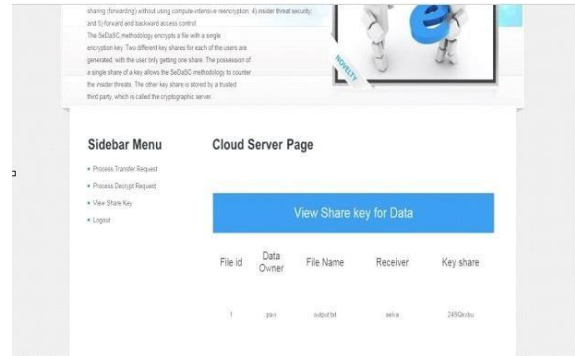 sharing (forwarding) without using compute-intensive reencryption; 4) insider threat security;
and 5) forward and backward access control
The SeDaSC methodology encrypts a file with a single
encryption key. Two different key shares for each of the users are
generated, with the user only getting one share. The possession of
a single share of a key allows the SeDaSC methodology to counter
the insider threats. The other key share is stored by a trusted
third party, which is called the cryptographic server.
NOVELTY
Sidebar Menu
Process Transfer Request
Process Decrypt Request
View Share Key
Logout
Cloud Server Page
View Share key for Data
File id Data Owner File Name Receiver Key share
1 output.txt